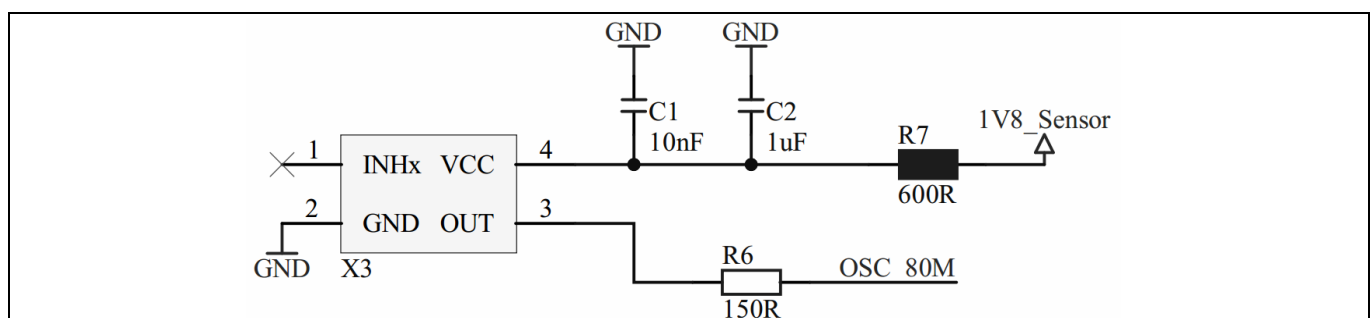 GND GND
C1 C2
10nF 1uF
1V8_Sensor
R7
600R
1 INHx VCC 4
2 GND OUT 3
GND X3
R6
150R
OSC_80M